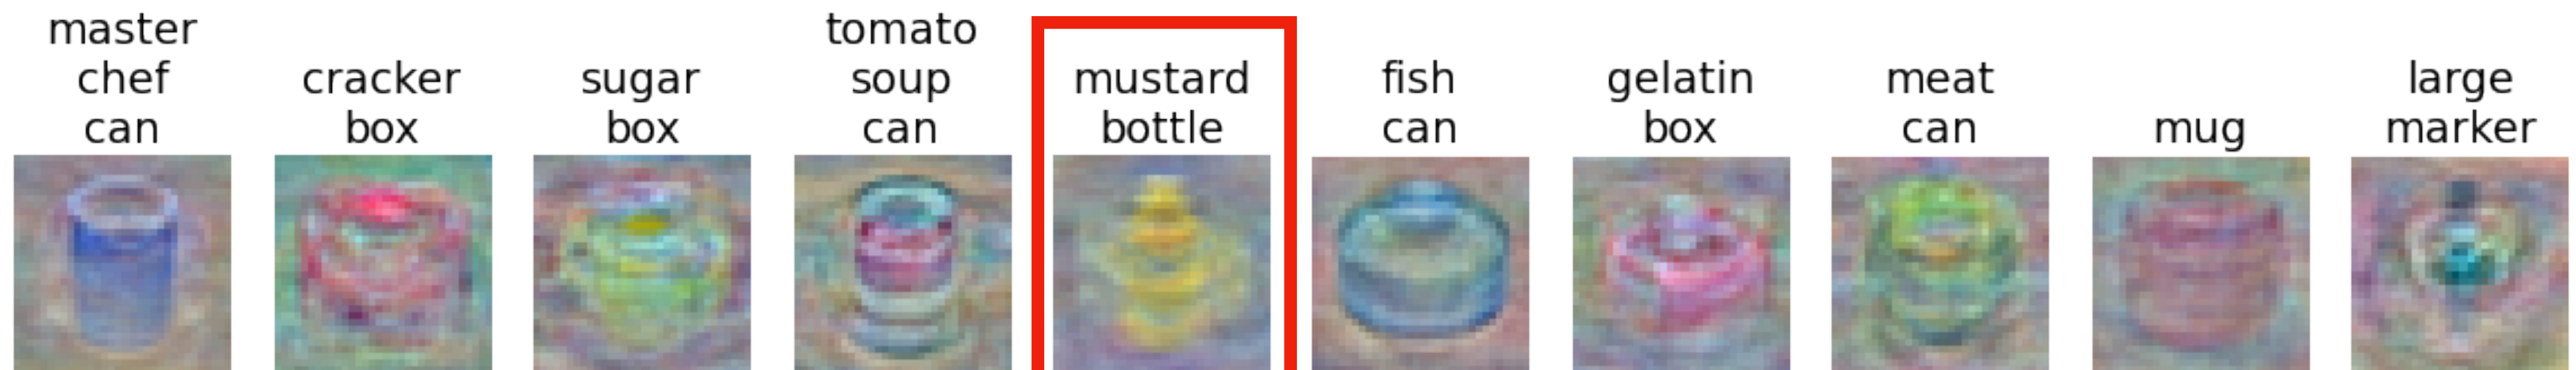 master
chef
can
cracker
box
sugar
box
tomato
soup
can
mustard
bottle
fish
can
gelatin
box
meat
can
mug
large
marker